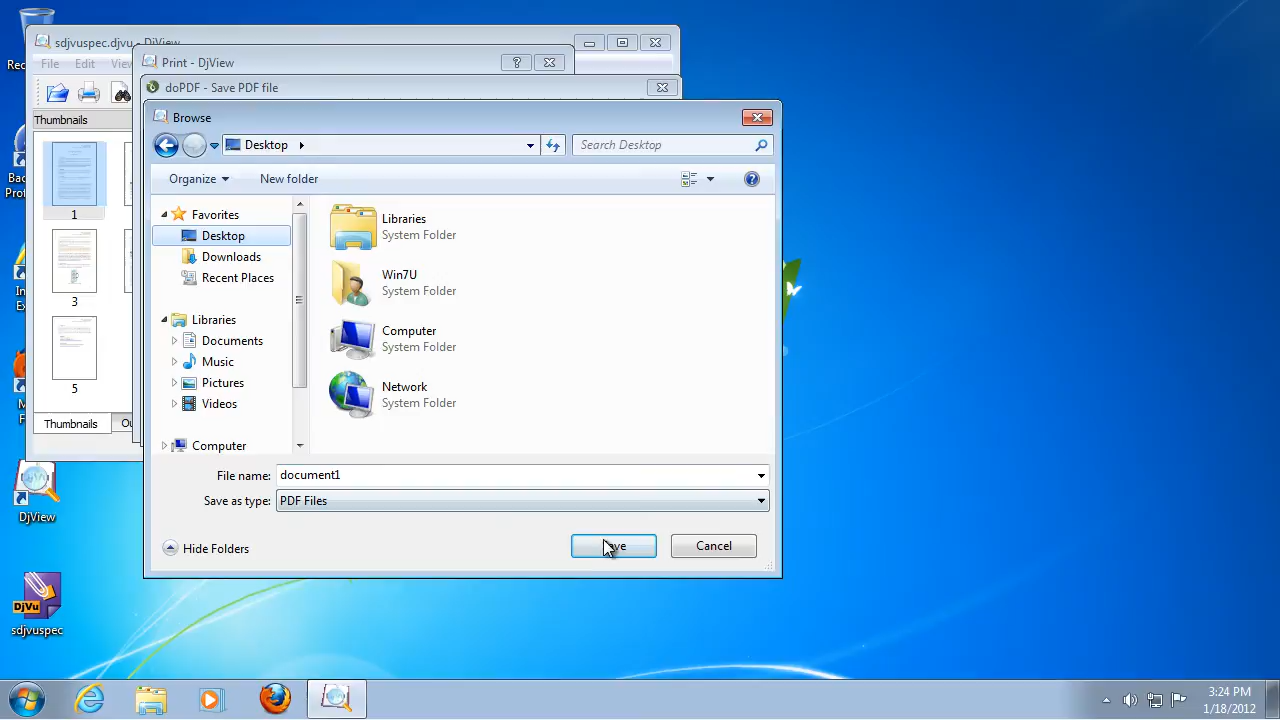 sdjvuspec.djvu - DjView
File Edit
Print - DjView
doPDF - Save PDF file
Thumbnails
1
3
5
Thumbnails
Browse
Desktop
Search Desktop
Organize New folder
Favorites
Desktop
Downloads
Recent Places
Libraries
Documents
Music
Pictures
Videos
Computer
Libraries
System Folder
Win7U
System Folder
Computer
System Folder
Network
System Folder
File name: document1
Save as type: PDF Files
Hide Folders
Cancel
DjView
DjVu
sdjvuspec
3:24 PM
1/18/2012